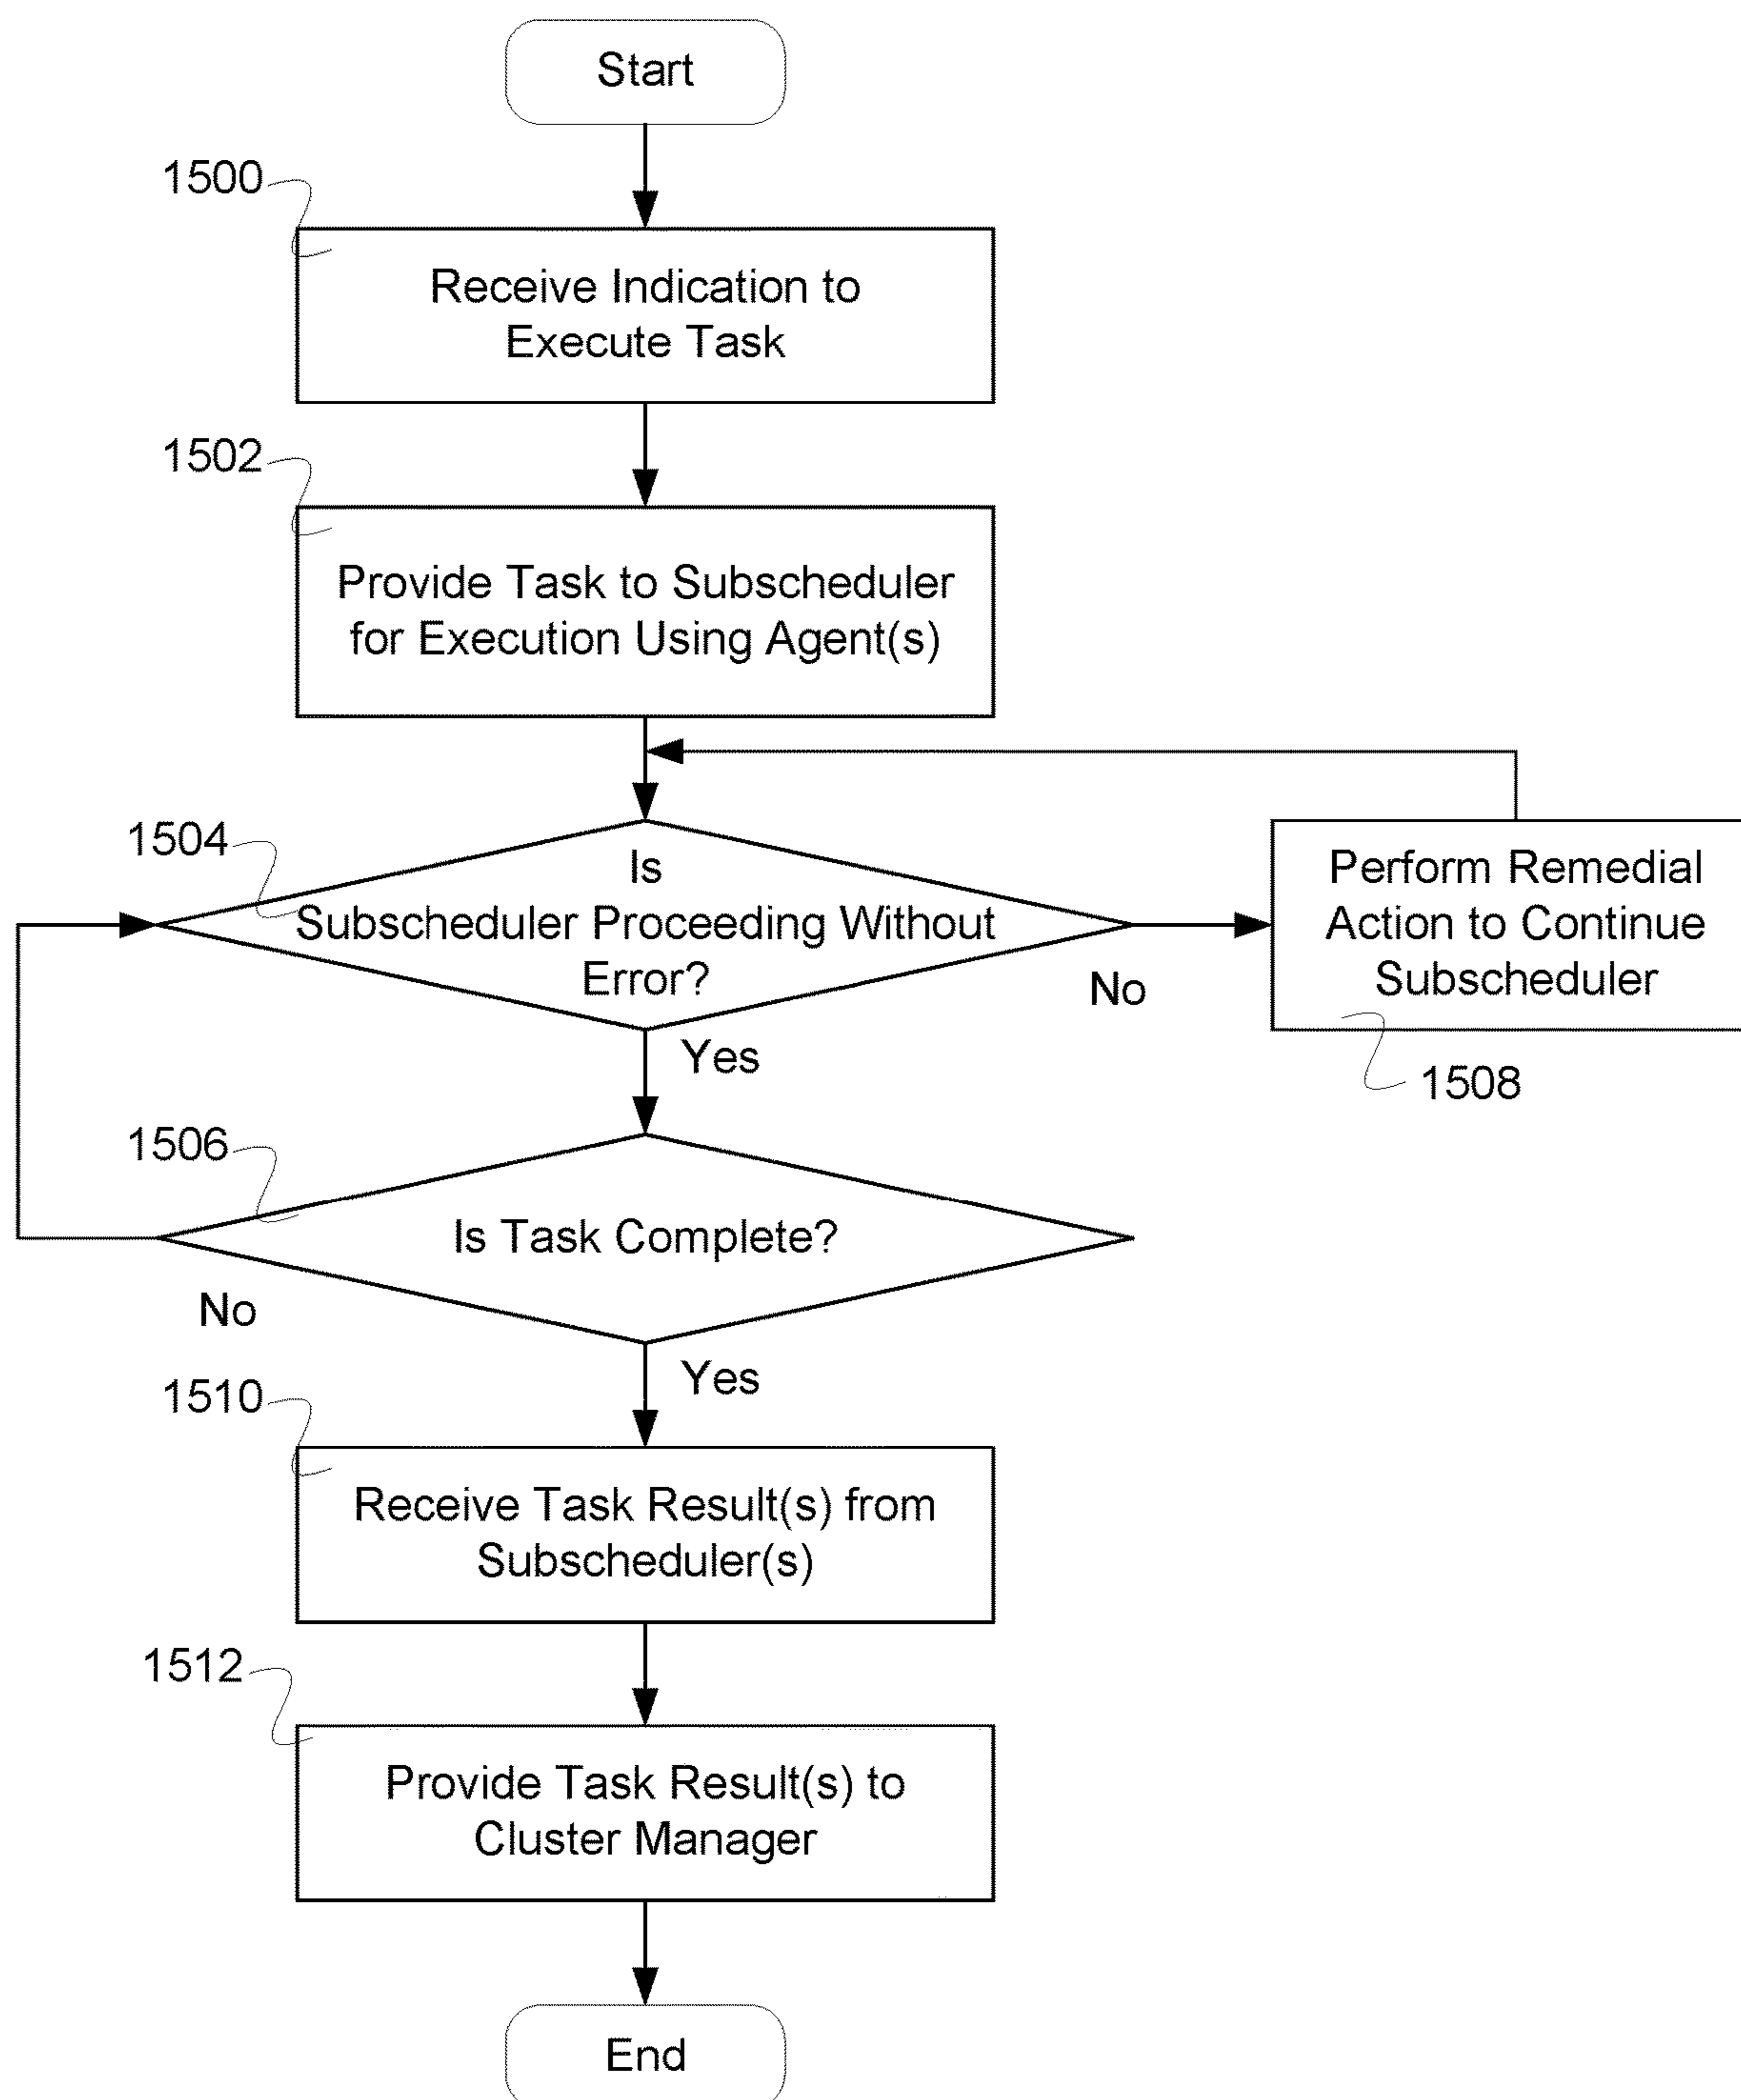 Start
1500
Receive Indication to
Execute Task
1502
Provide Task to Subscheduler
for Execution Using Agent(s)
1504
Is
Subscheduler Proceeding Without
Error?
No
Perform Remedial
Action to Continue
Subscheduler
1508
Yes
1506
Is Task Complete?
No
Yes
1510
Receive Task Result(s) from
Subscheduler(s)
1512
Provide Task Result(s) to
Cluster Manager
End